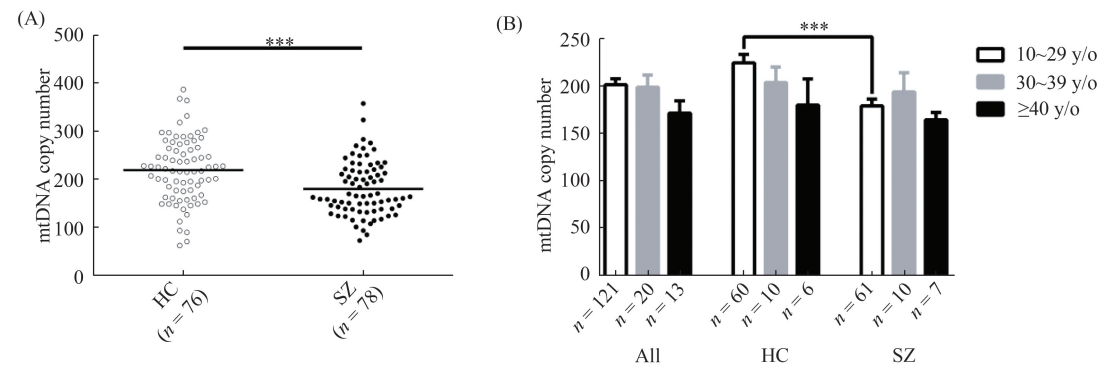 (A)
mtDNA copy number
500
400
300
200
100
0
***
HC
(n = 76)
SZ
(n = 78)
(B)
mtDNA copy number
250
200
150
100
50
0
***
10~29 y/o
30~39 y/o
≥40 y/o
n = 121
n = 20
n = 13
n = 60
n = 10
n = 6
n = 61
n = 10
n = 7
All
HC
SZ